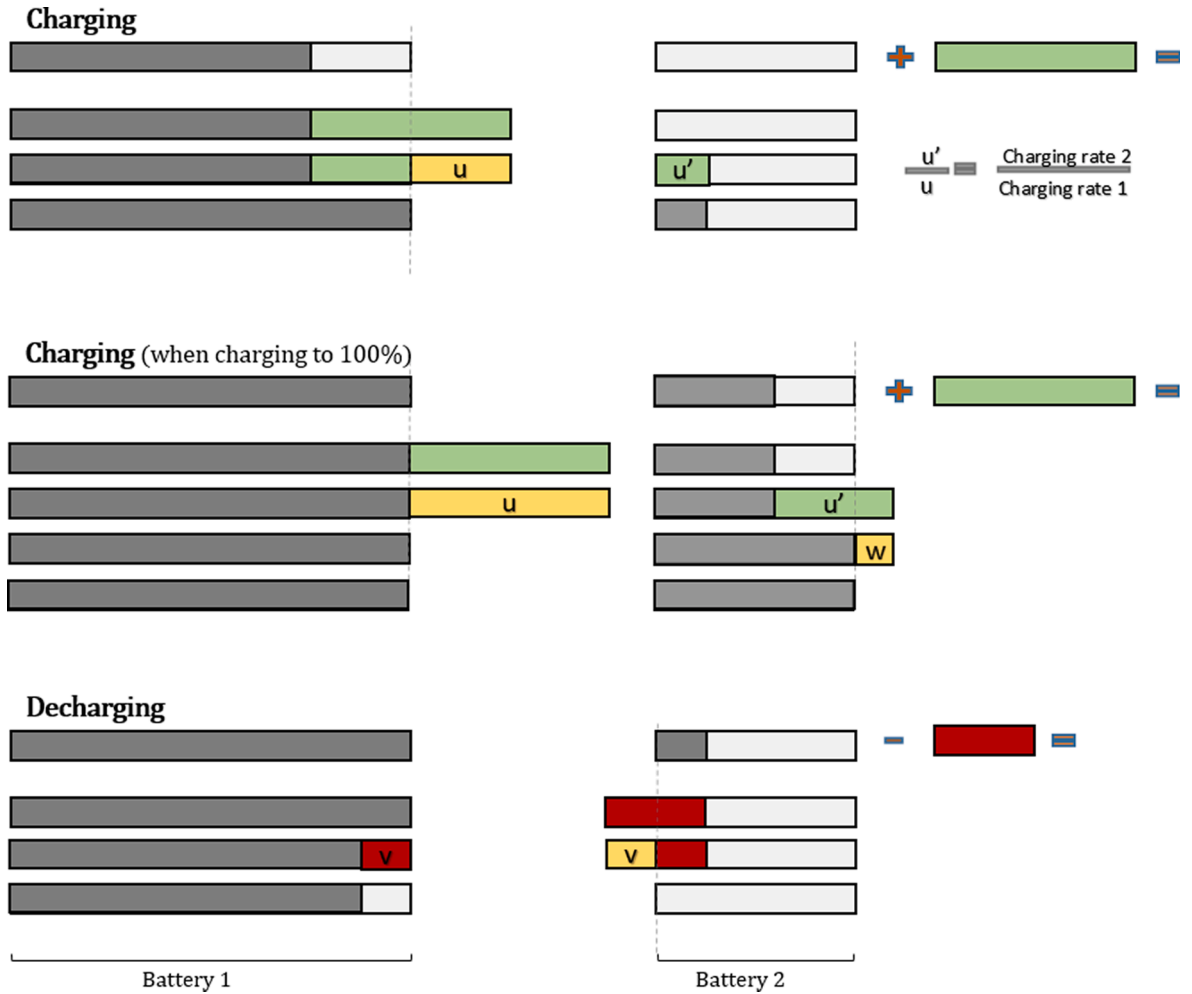 Charging
u
u’
u’
u
Charging rate 2
Charging rate 1
Charging (when charging to 100%)
u
u’
w
Decharging
v
v
Battery 1
Battery 2